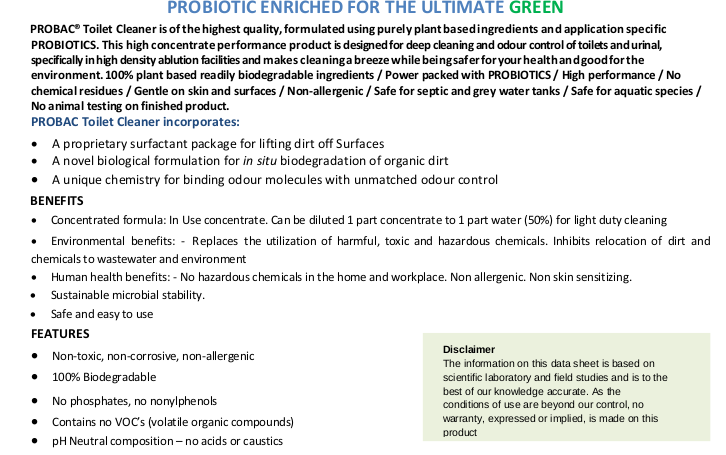 PROBIOTIC ENRICHED FOR THE ULTIMATE GREEN
PROBAC® Toilet Cleaner is of the highest quality, formulated using purely plant based ingredients and application specific
PROBIOTICS. This high concentrate performance product is designed for deep cleaning and odour control of toilets and urinal,
specifically in high density ablution facilities and makes cleaning a breeze while being safer for your health and good for the
environment. 100% plant based readily biodegradable ingredients / Power packed with PROBIOTICS / High performance / No
chemical residues / Gentle on skin and surfaces / Non-allergenic / Safe for septic and grey water tanks / Safe for aquatic species /
No animal testing on finished product.
PROBAC Toilet Cleaner incorporates:
• A proprietary surfactant package for lifting dirt off Surfaces
• A novel biological formulation for in situ biodegradation of organic dirt
• A unique chemistry for binding odour molecules with unmatched odour control
BENEFITS
• Concentrated formula: In Use concentrate. Can be diluted 1 part concentrate to 1 part water (50%) for light duty cleaning
• Environmental benefits: - Replaces the utilization of harmful, toxic and hazardous chemicals. Inhibits relocation of dirt and
chemicals to wastewater and environment
• Human health benefits: - No hazardous chemicals in the home and workplace. Non allergenic. Non skin sensitizing.
• Sustainable microbial stability.
• Safe and easy to use
FEATURES
• Non-toxic, non-corrosive, non-allergenic
• 100% Biodegradable
• No phosphates, no nonylphenols
• Contains no VOC’s (volatile organic compounds)
• pH Neutral composition – no acids or caustics
Disclaimer
The information on this data sheet is based on
scientific laboratory and field studies and is to the
best of our knowledge accurate. As the
conditions of use are beyond our control, no
warranty, expressed or implied, is made on this
product